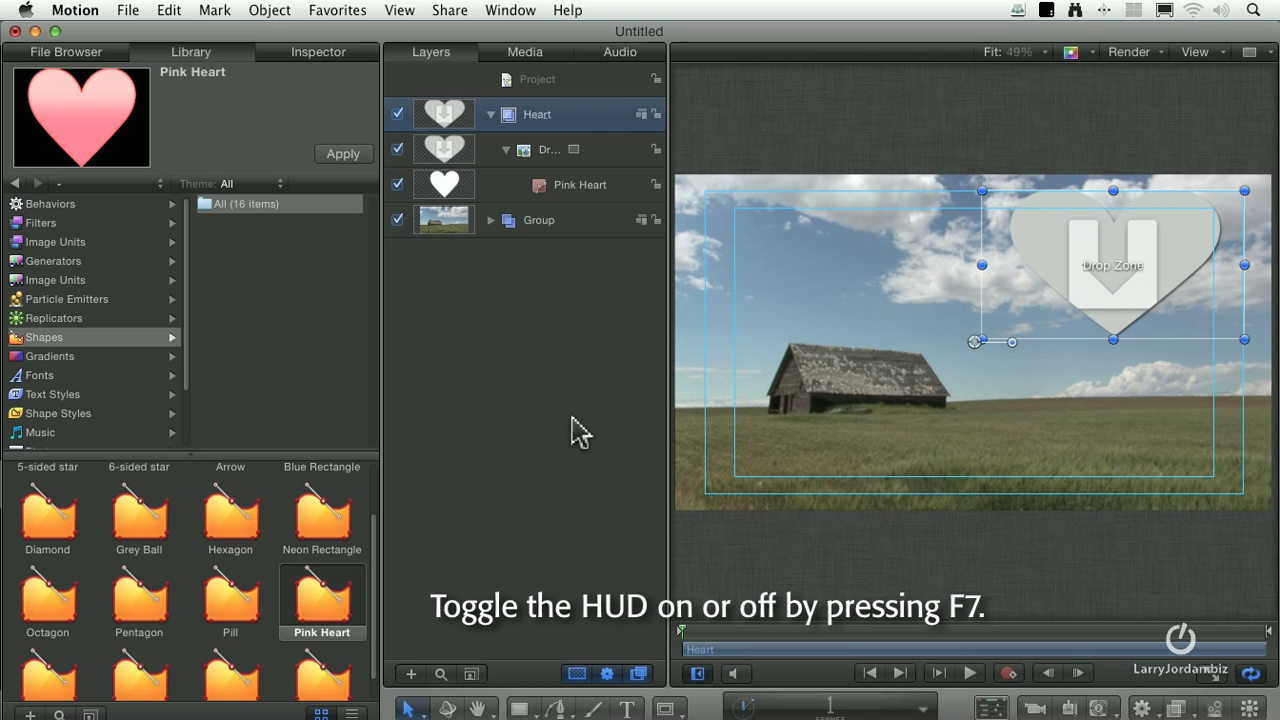 Motion File Edit Mark Object Favorites View Share Window Help
Untitled
File Browser Library Inspector
Layers Media Audio
Fit: 49% Render View
Pink Heart
Apply
Project
Heart
Dr...
Pink Heart
Group
Theme: All
Behaviors
Filters
Image Units
Generators
Image Units
Particle Emitters
Replicators
Shapes
Gradients
Fonts
Text Styles
Shape Styles
Music
All (16 items)
Drop Zone
5-sided star 6-sided star Arrow Blue Rectangle
Diamond Grey Ball Hexagon Neon Rectangle
Octagon Pentagon Pill Pink Heart
Toggle the HUD on or off by pressing F7.
Heart
LarryJordan.biz
1
FRAMES